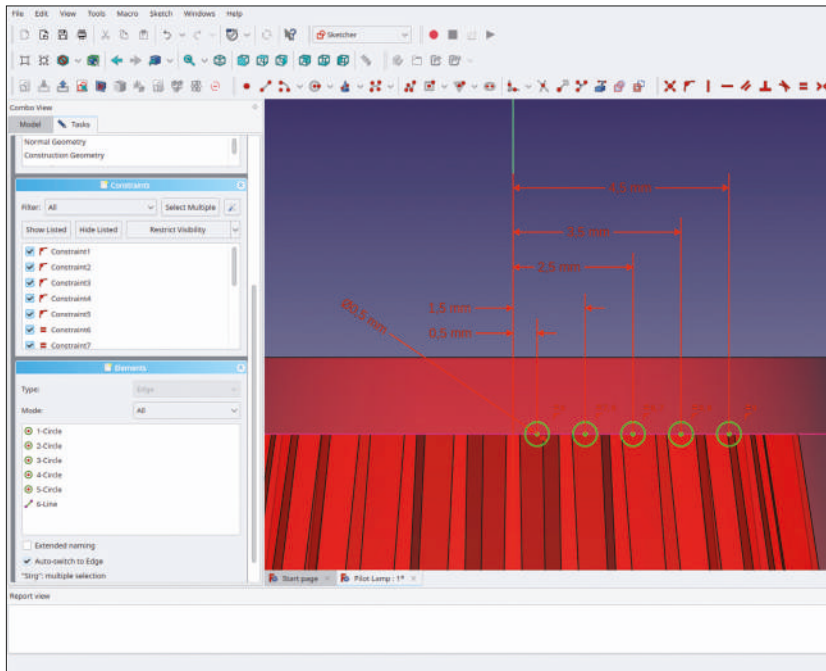 File Edit View Tools Macro Sketch Windows Help
Sketcher
Combo View
Model Tasks
Normal Geometry
Construction Geometry
Constraints
Filter: All Select Multiple
Show Listed Hide Listed Restrict Visibility
Constraint1
Constraint2
Constraint3
Constraint4
Constraint5
Constraint6
Constraint7
Elements
Type: Edge
Mode: All
1-Circle
2-Circle
3-Circle
4-Circle
5-Circle
6-Line
Extended naming
Auto-switch to Edge
"Strg": multiple selection
4,5 mm
3,5 mm
2,5 mm
1,5 mm
0,5 mm
Ø0,5 mm
Start page Pilot Lamp : 1*
Report view